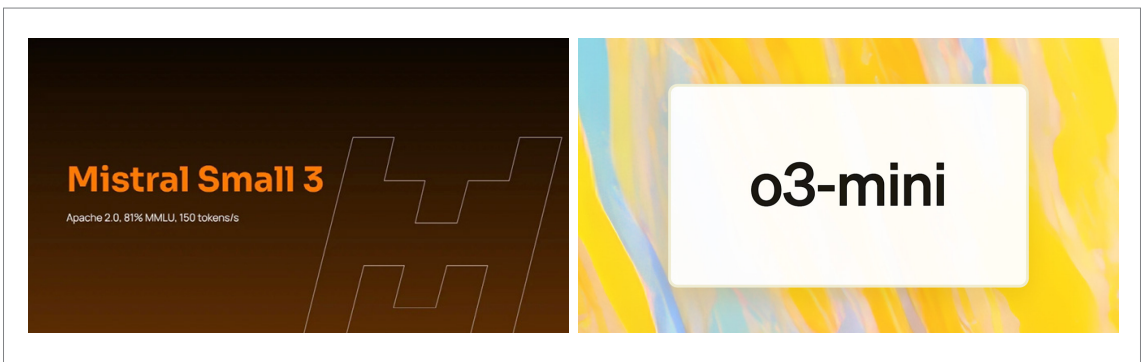 Mistral Small 3
Apache 2.0, 81% MMLU, 150 tokens/s
o3-mini